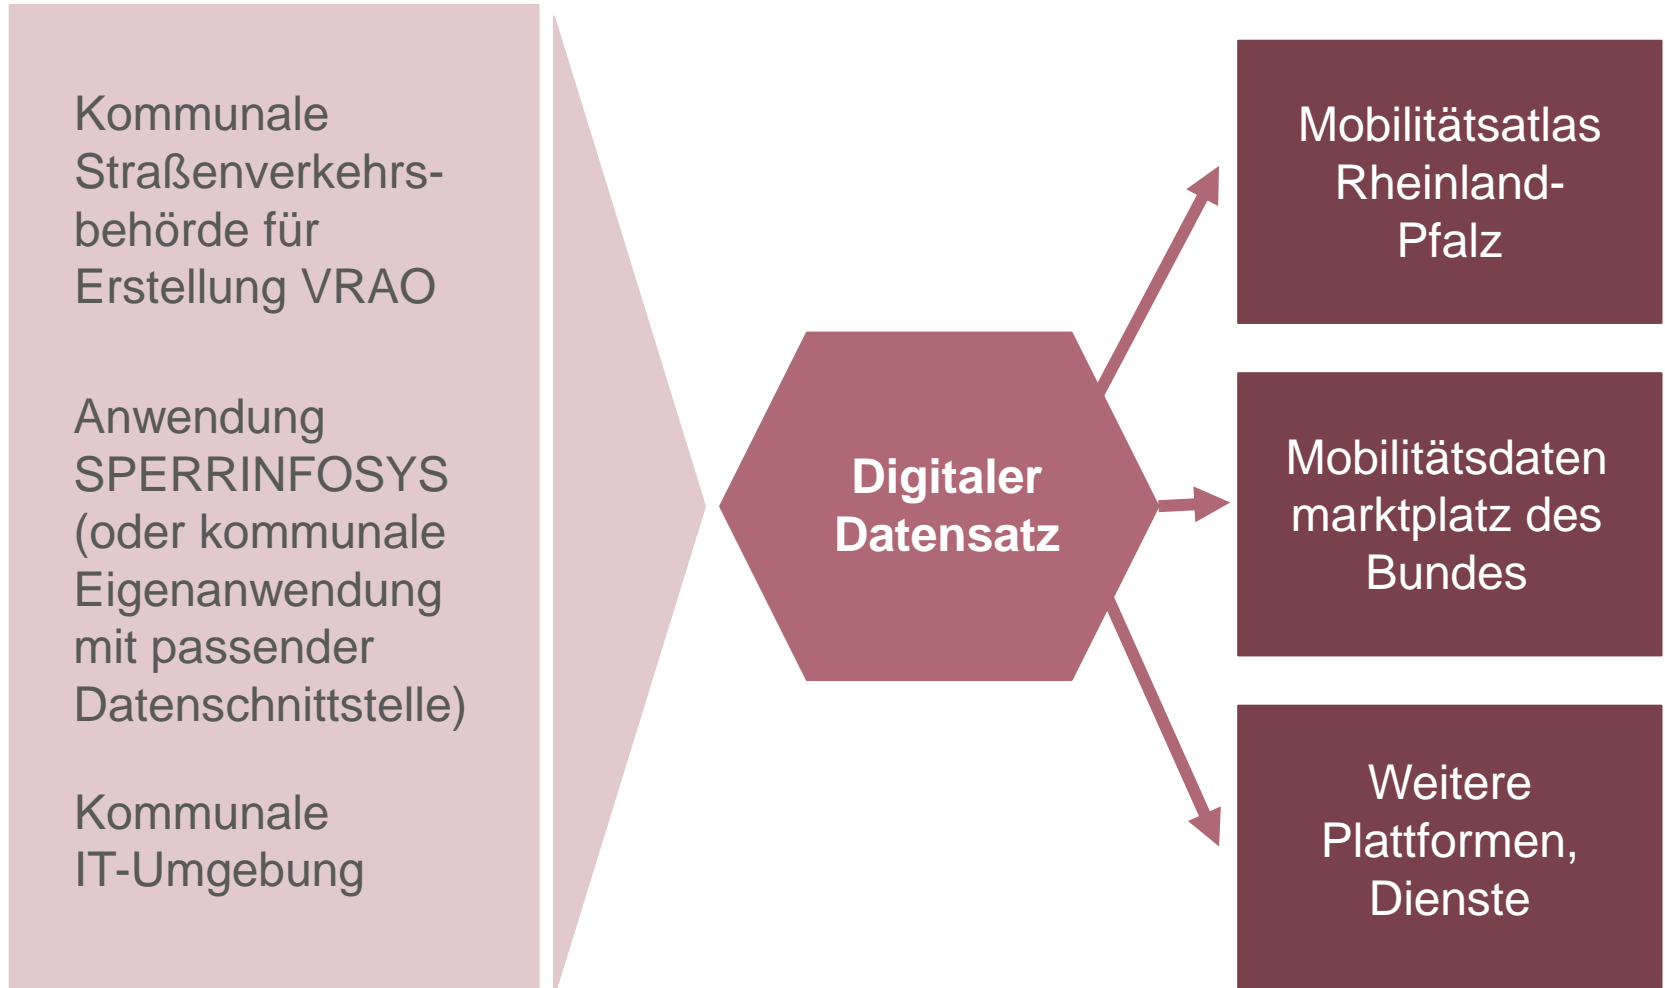 Kommunale
Straßenverkehrs-
behörde für
Erstellung VRAO
Anwendung
SPERRINFOSYS
(oder kommunale
Eigenanwendung
mit passender
Datenschnittstelle)
Kommunale
IT-Umgebung
Digitaler
Datensatz
Mobilitätsatlas
Rheinland-
Pfalz
Mobilitätsdaten
marktplatz des
Bundes
Weitere
Plattformen,
Dienste